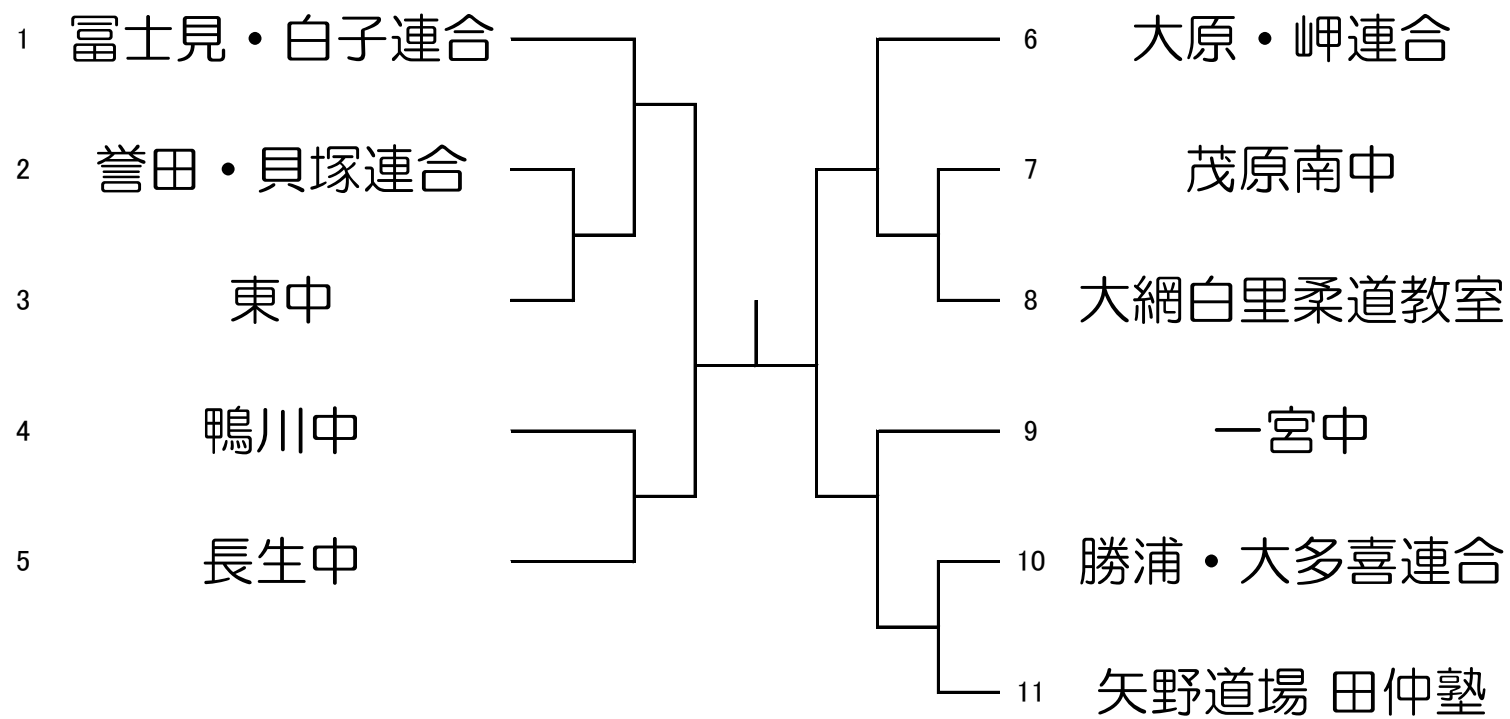 1 冨士見・白子連合
2 誉田・貝塚連合
3 東中
4 鴨川中
5 長生中
6 大原・岬連合
7 茂原南中
8 大網白里柔道教室
9 一宮中
10 勝浦・大多喜連合
11 矢野道場 田仲塾